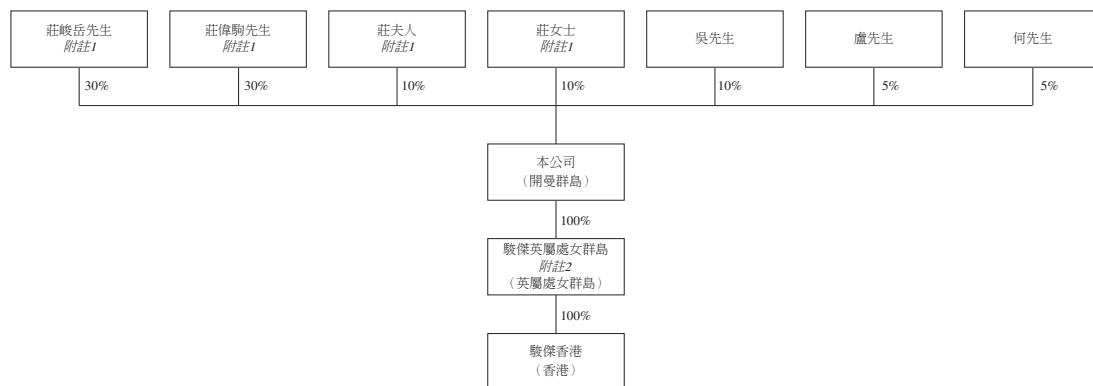 莊峻岳先生
附註1
莊偉駒先生
附註1
莊夫人
附註1
莊女士
附註1
吳先生
盧先生
何先生
30%
30%
10%
10%
10%
5%
5%
本公司
（開曼群島）
100%
駿傑英屬處女群島
附註2
（英屬處女群島）
100%
駿傑香港
（香港）